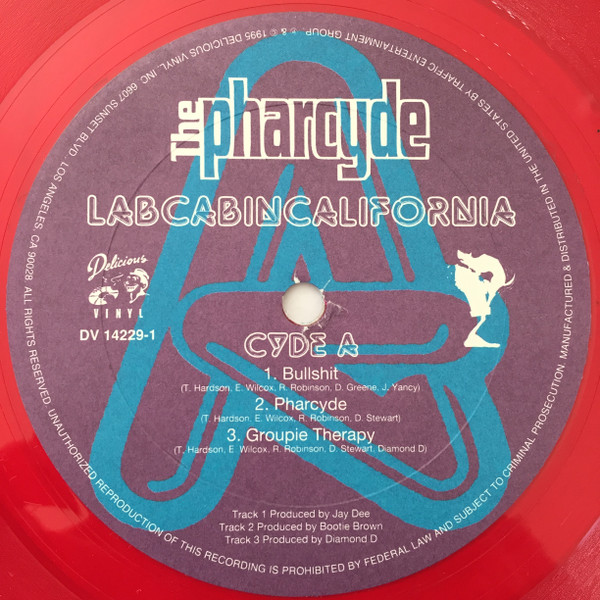 The
pharcyde
LABCABINCALIFORNIA
Delicious
VINYL
DV 14229-1
CYDE A
1. Bullshit
(T. Hardson, E. Wilcox, R. Robinson, D. Greene, J. Yancy)
2. Pharcyde
(T. Hardson, E. Wilcox, R. Robinson, D. Stewart)
3. Groupie Therapy
(T. Hardson, E. Wilcox, R. Robinson, D. Stewart, Diamond D)
Track 1 Produced by Jay Dee
Track 2 Produced by Bootie Brown
Track 3 Produced by Diamond D
℗ & © 1995 DELICIOUS VINYL, INC. 6607 SUNSET BLVD. LOS ANGELES, CA 90028 ALL RIGHTS RESERVED. UNAUTHORIZED REPRODUCTION OF THIS RECORDING IS PROHIBITED BY FEDERAL LAW AND SUBJECT TO CRIMINAL PROSECUTION. MANUFACTURED & DISTRIBUTED IN THE UNITED STATES BY TRAFFIC ENTERTAINMENT GROUP.